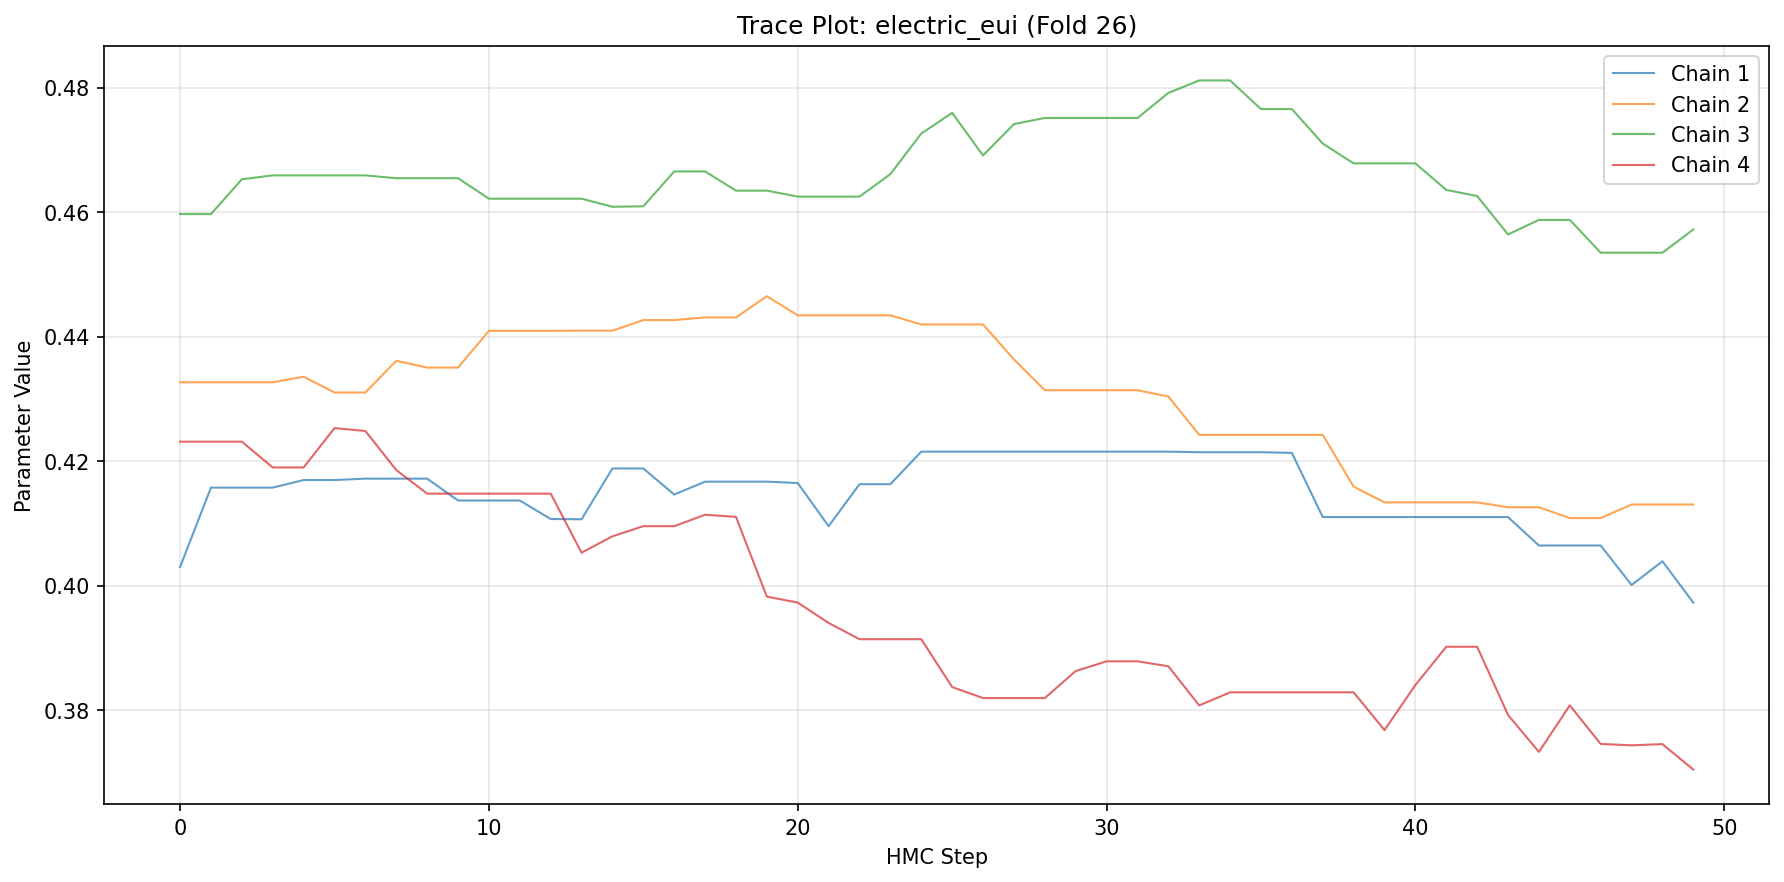 Trace Plot: electric_eui (Fold 26)
Chain 1
Chain 2
Chain 3
Chain 4
Parameter Value
0.48
0.46
0.44
0.42
0.40
0.38
0
10
20
30
40
50
HMC Step